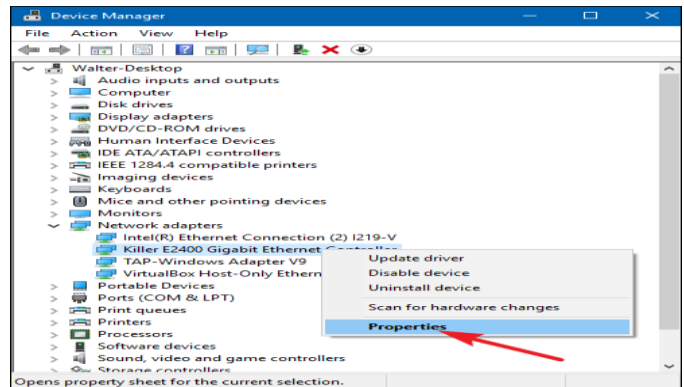 Device Manager
File Action View Help
Walter-Desktop
Audio inputs and outputs
Computer
Disk drives
Display adapters
DVD/CD-ROM drives
Human Interface Devices
IDE ATA/ATAPI controllers
IEEE 1284.4 compatible printers
Imaging devices
Keyboards
Mice and other pointing devices
Monitors
Network adapters
Intel(R) Ethernet Connection (2) I219-V
Killer E2400 Gigabit Ethernet Controller
TAP-Windows Adapter V9
VirtualBox Host-Only Ethern
Portable Devices
Ports (COM & LPT)
Print queues
Printers
Processors
Software devices
Sound, video and game controllers
Storage controllers
Update driver
Disable device
Uninstall device
Scan for hardware changes
Properties
Opens property sheet for the current selection.